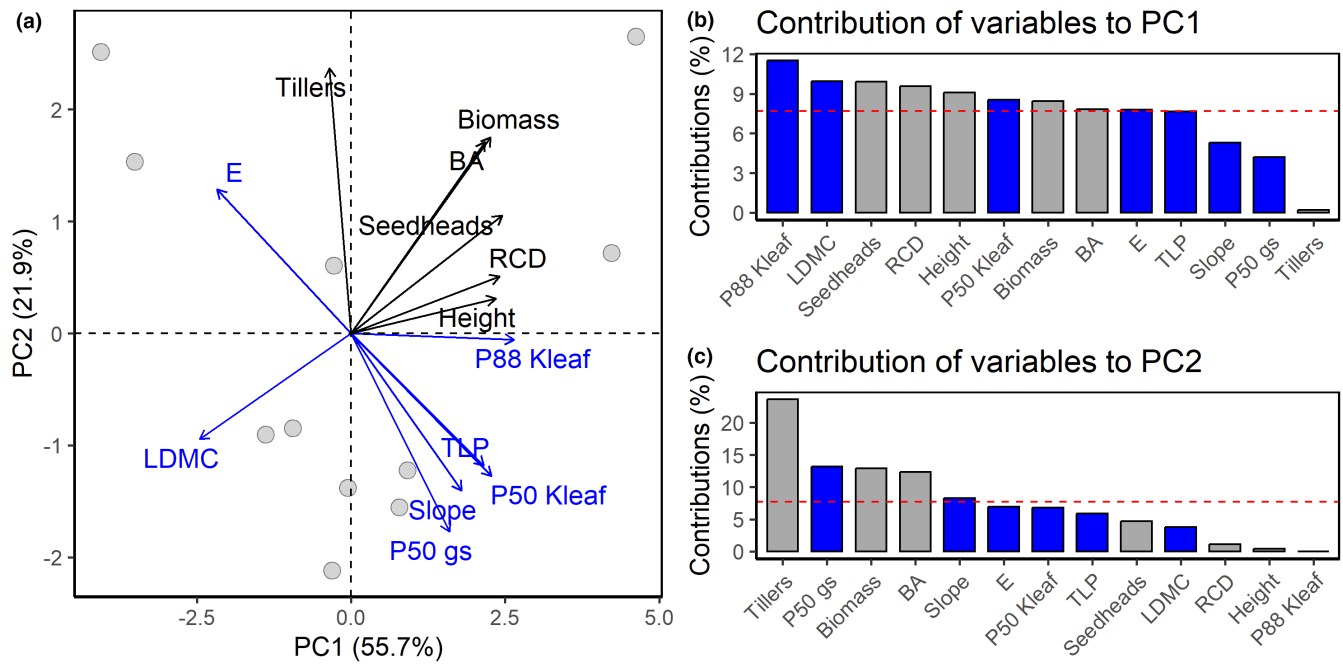 (a)
PC2 (21.9%)
2
1
0
-1
-2
Tillers
Biomass
BA
E
Seedheads
RCD
Height
P88 Kleaf
TLP
LDMC
P50 Kleaf
Slope
P50 gs
-2.5
0.0
2.5
5.0
PC1 (55.7%)
(b)
Contribution of variables to PC1
Contributions (%)
12
9
6
3
0
P88 Kleaf
LDMC
Seedheads
RCD
Height
P50 Kleaf
Biomass
BA
E
TLP
Slope
P50 gs
Tillers
(c)
Contribution of variables to PC2
Contributions (%)
20
15
10
5
0
Tillers
P50 gs
Biomass
BA
Slope
E
P50 Kleaf
TLP
Seedheads
LDMC
RCD
Height
P88 Kleaf